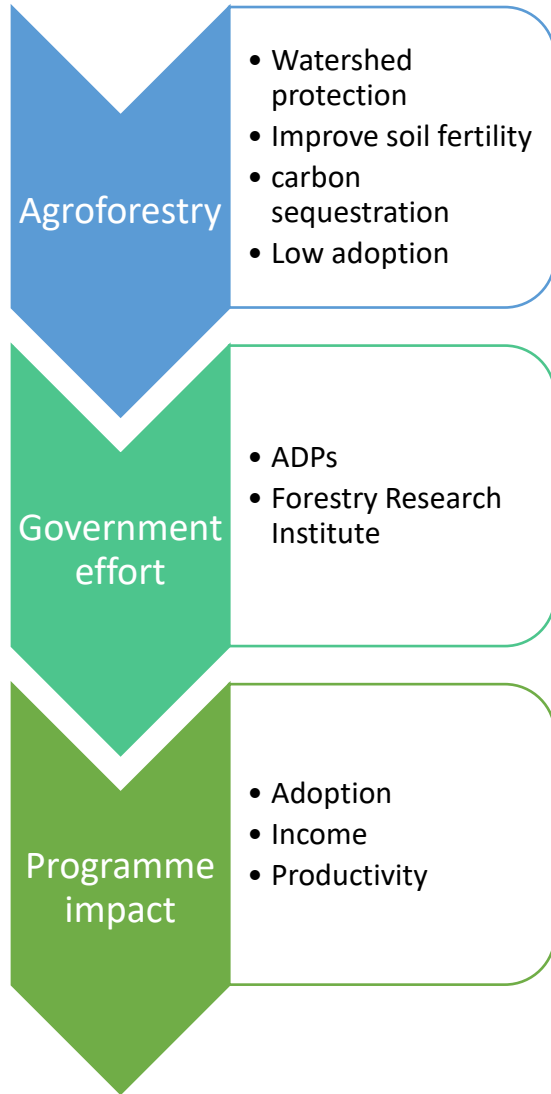 Agroforestry
• Watershed
protection
• Improve soil fertility
• carbon
sequestration
• Low adoption
Government
effort
• ADPs
• Forestry Research
Institute
Programme
impact
• Adoption
• Income
• Productivity